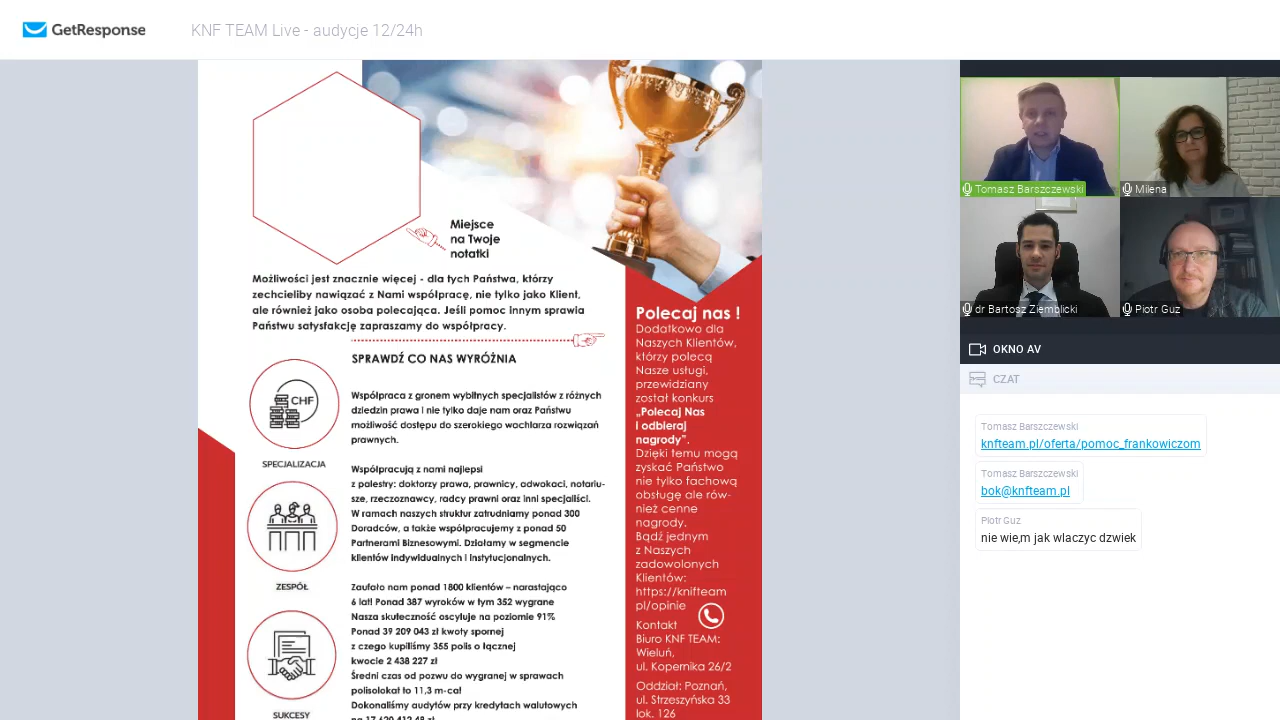 GetResponse
KNF TEAM Live - audycje 12/24h
Miejsce
na Twoje
notatki
Możliwości jest znacznie więcej - dla tych Państwa, którzy
zechcieliby nawiązać z Nami współpracę, nie tylko jako Klient,
ale również jako osoba polecająca. Jeśli pomoc innym sprawia
Państwu satysfakcję zapraszamy do współpracy.
SPRAWDŹ CO NAS WYRÓŻNIA
CHF
SPECJALIZACJA
Współpraca z gronem wybitnych specjalistów z różnych
dziedzin prawa i nie tylko daje nam oraz Państwu
możliwość dostępu do szerokiego wachlarza rozwiązań
prawnych.
Współpracują z nami najlepsi
z palestry: doktorzy prawa, prawnicy, adwokaci, notariu-
sze, rzeczoznawcy, radcy prawni oraz inni specjaliści.
W ramach naszych struktur zatrudniamy ponad 300
Doradców, a także współpracujemy z ponad 50
Partnerami Biznesowymi. Działamy w segmencie
klientów indywidualnych i instytucjonalnych.
ZESPÓŁ
Zaufało nam ponad 1800 klientów – narastająco
6 lat! Ponad 387 wyroków w tym 352 wygrane
Nasza skuteczność oscyluje na poziomie 91%
Ponad 39 209 043 zł kwoty spornej
z czego kupiliśmy 355 polis o łącznej
kwocie 2 438 227 zł
Średni czas od pozwu do wygranej w sprawach
polisolokat to 11,3 m-ca!
Dokonaliśmy audytów przy kredytach walutowych
na 17 620 412,48 zł
SUKCESY
Polecaj nas !
Dodatkowo dla
Naszych Klientów,
którzy polecą
Nasze usługi,
przewidziany
został konkurs
„Polecaj Nas
i odbieraj
nagrody”.
Dzięki temu mogą
zyskać Państwo
nie tylko fachową
obsługę ale rów-
nież cenne
nagrody.
Bądź jednym
z Naszych
zadowolonych
Klientów:
https://knifteam
pl/opinie
Kontakt
Biuro KNF TEAM:
Wieluń,
ul. Kopernika 26/2
Oddział: Poznań,
ul. Strzeszyńska 33
lok. 126
Tomasz Barszczewski
Milena
dr Bartosz Ziemblicki
Piotr Guz
OKNO AV
CZAT
Tomasz Barszczewski
knfteam.pl/oferta/pomoc_frankowiczom
Tomasz Barszczewski
bok@knfteam.pl
Piotr Guz
nie wie,m jak wlaczyc dzwiek